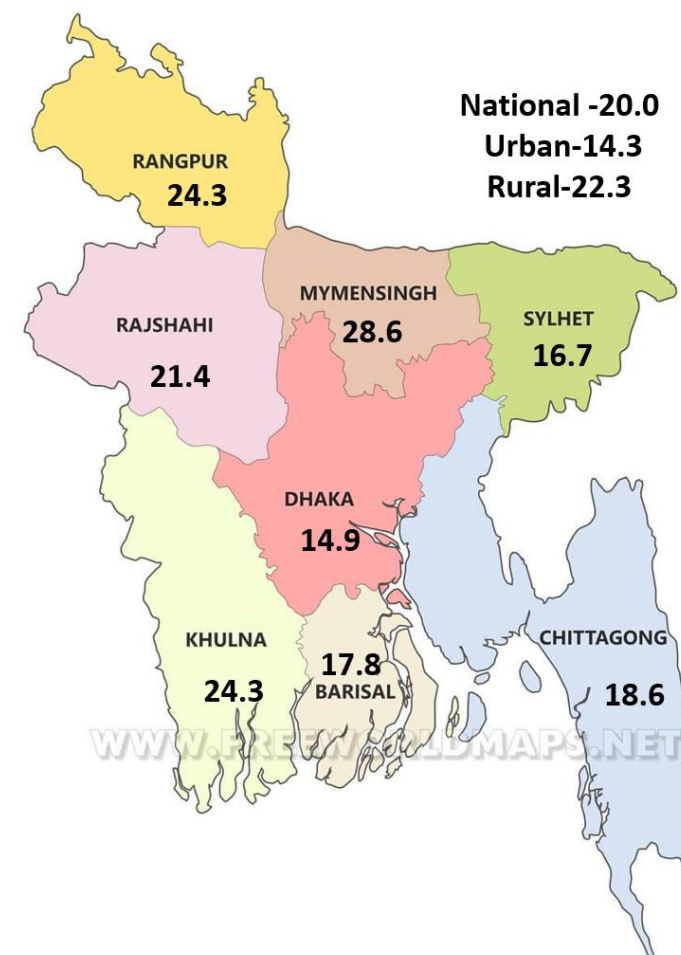 National -20.0
Urban-14.3
Rural-22.3
RANGPUR
24.3
MYMENSINGH
28.6
RAJSHAHI
21.4
SYLHET
16.7
DHAKA
14.9
KHULNA
24.3
17.8
BARISAL
CHITTAGONG
18.6
WWW.FREEWORLDMAPS.NET